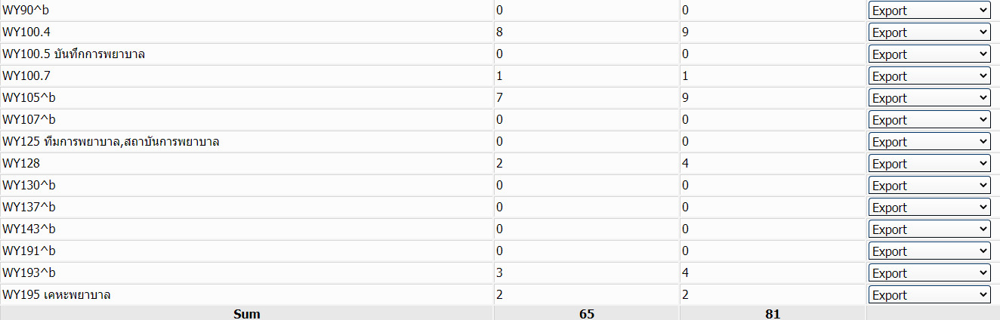 WY90^b 0 0 Export
WY100.4 8 9 Export
WY100.5 บันทึกการพยาบาล 0 0 Export
WY100.7 1 1 Export
WY105^b 7 9 Export
WY107^b 0 0 Export
WY125 ทีมการพยาบาล,สถาบันการพยาบาล 0 0 Export
WY128 2 4 Export
WY130^b 0 0 Export
WY137^b 0 0 Export
WY143^b 0 0 Export
WY191^b 0 0 Export
WY193^b 3 4 Export
WY195 เคหะพยาบาล 2 2 Export
Sum 65 81